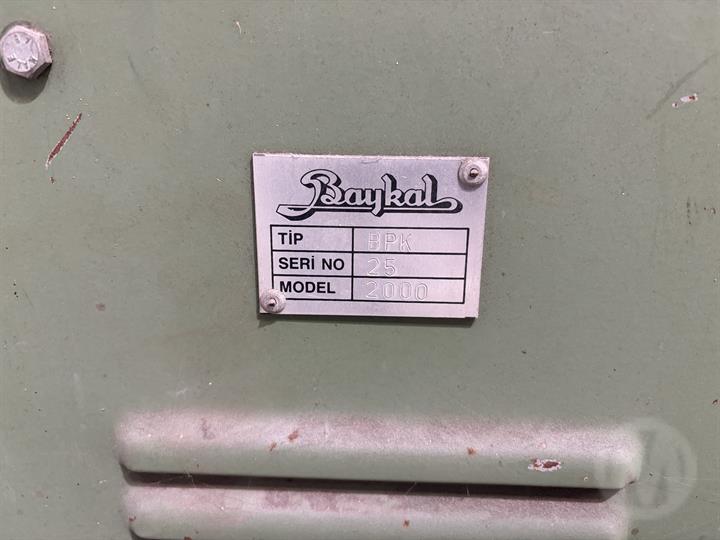 Baykal
TİP BPK
SERİ NO 25
MODEL 2000